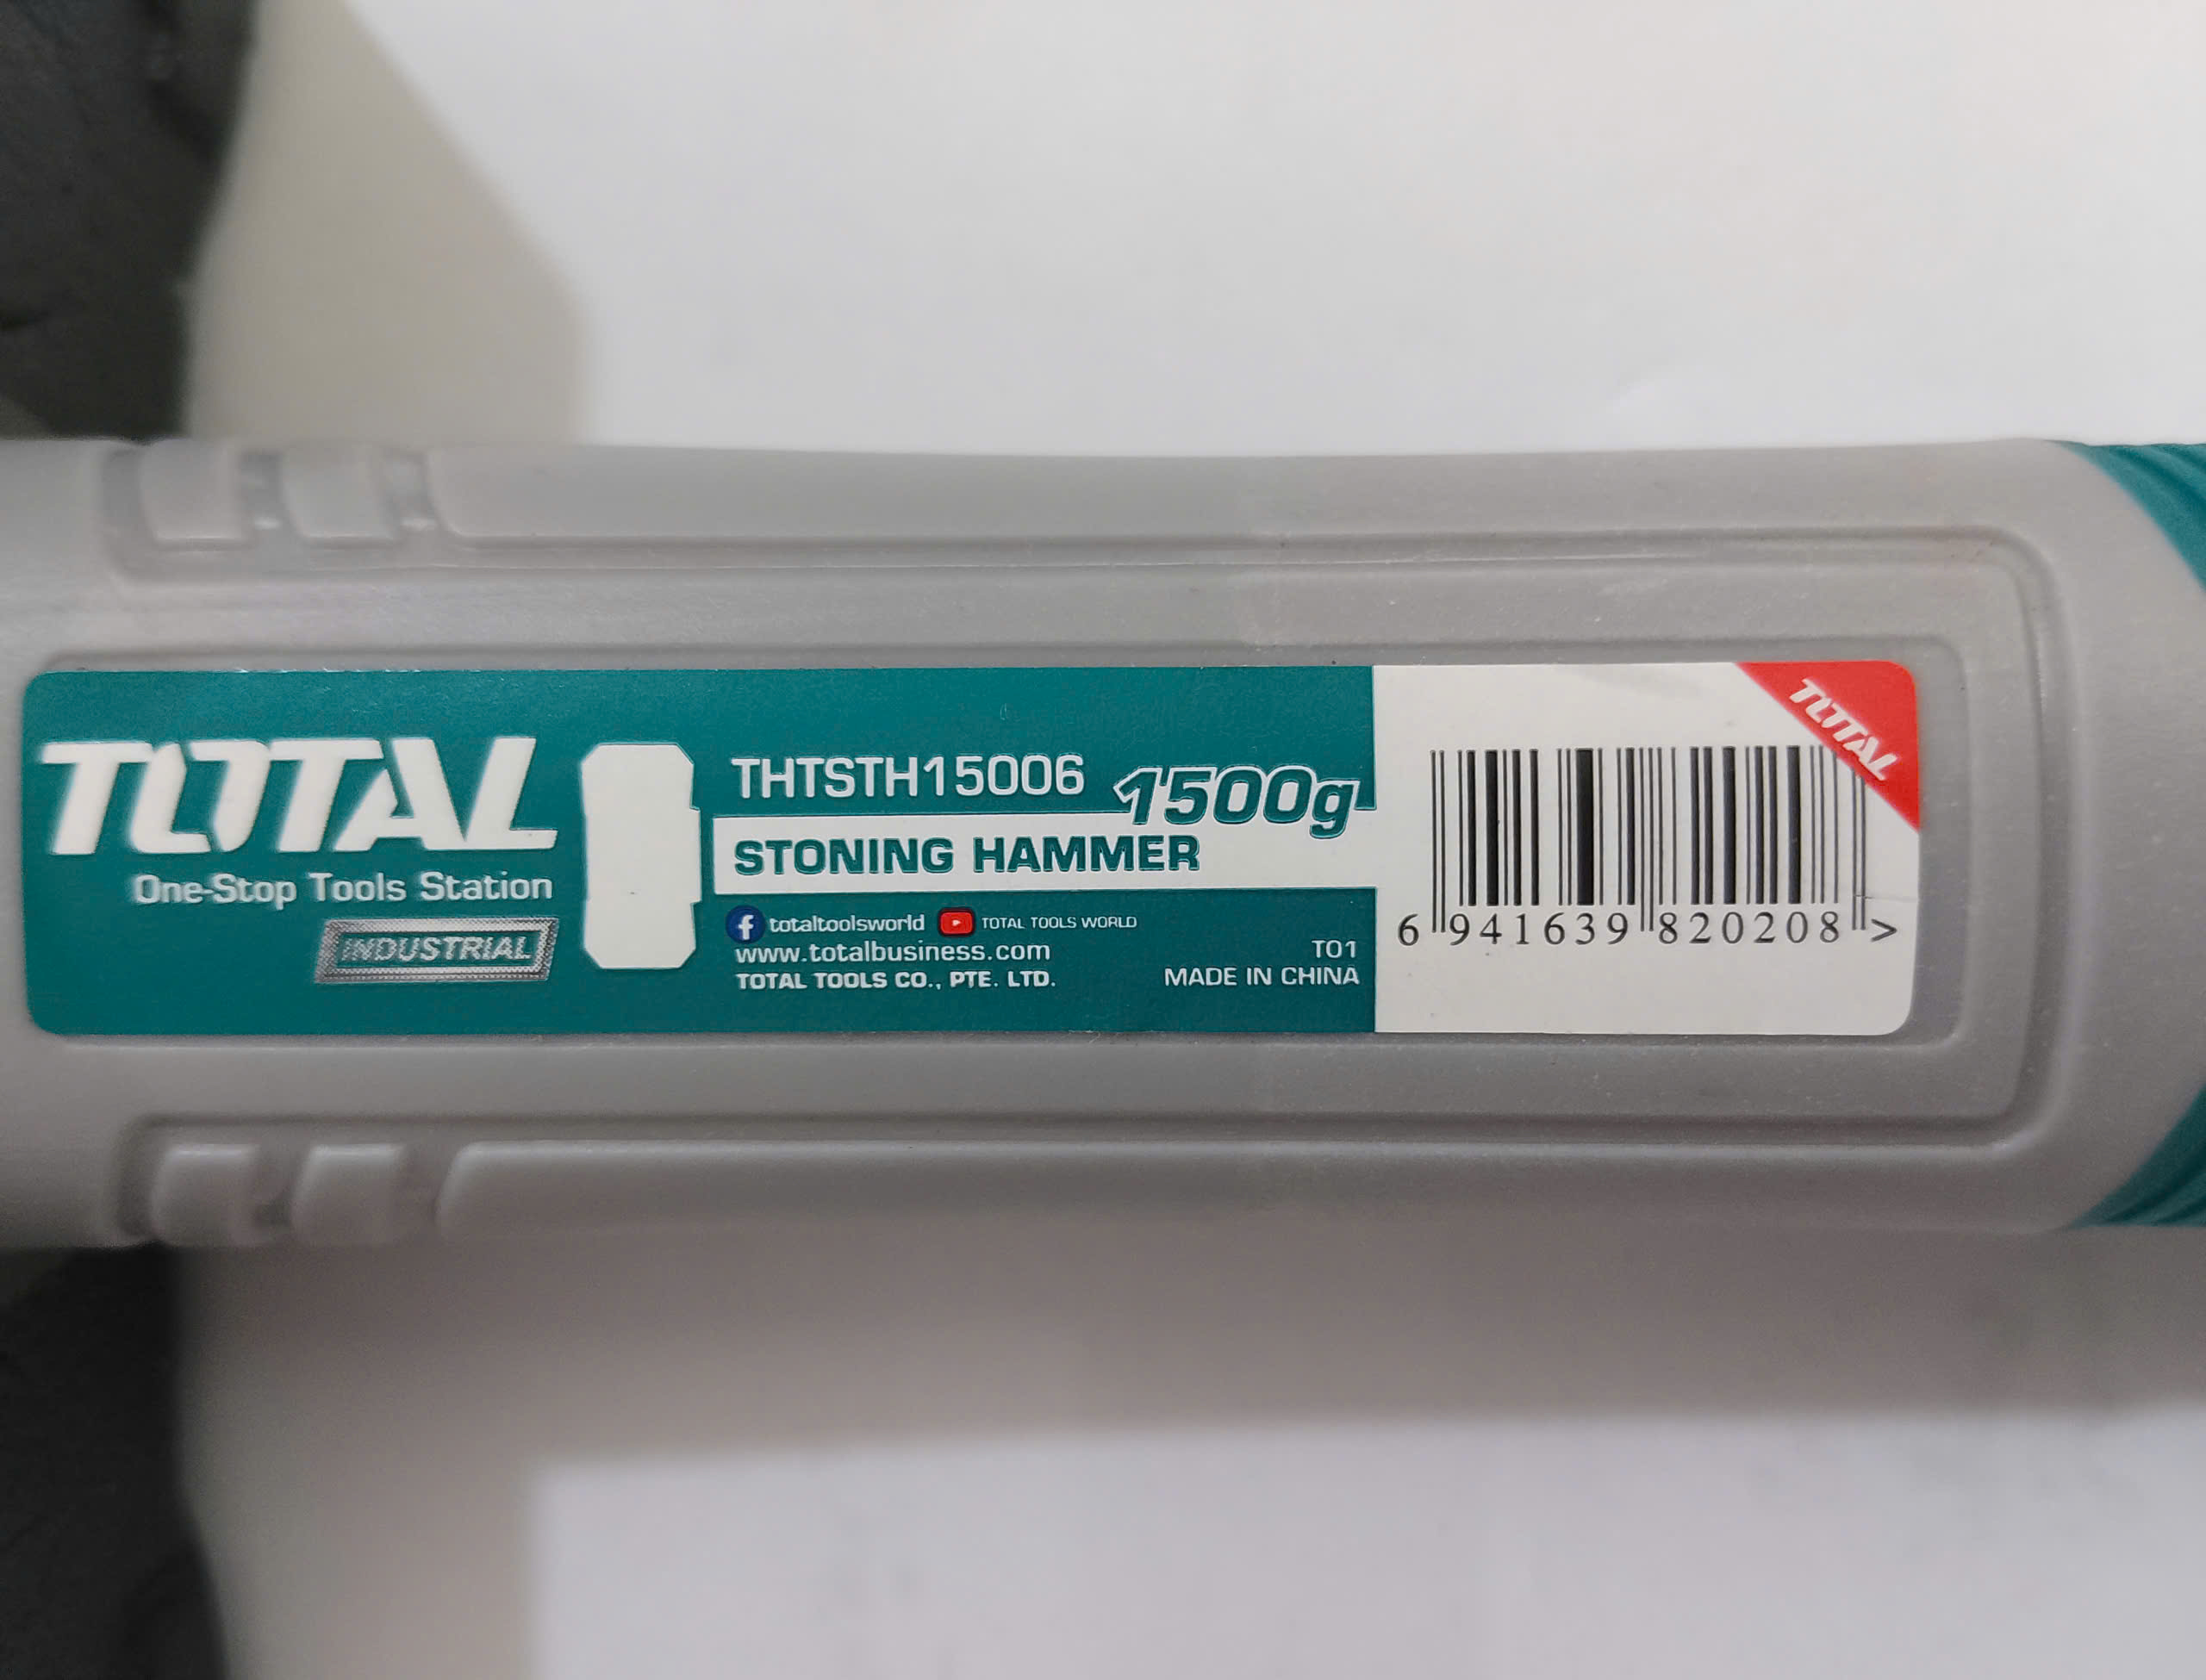 TOTAL
One-Stop Tools Station
INDUSTRIAL
THTSTH15006 1500g
STONING HAMMER
totaltoolsworld TOTAL TOOLS WORLD
www.totalbusiness.com
TOTAL TOOLS CO., PTE. LTD.
T01
MADE IN CHINA
TOTAL
6 941639 820208 >